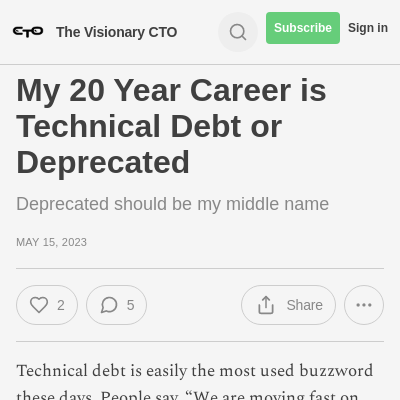 CTO
The Visionary CTO
Subscribe
Sign in
My 20 Year Career is
Technical Debt or
Deprecated
Deprecated should be my middle name
MAY 15, 2023
2
5
Share
Technical debt is easily the most used buzzword
these days. People say, “We are moving fast on